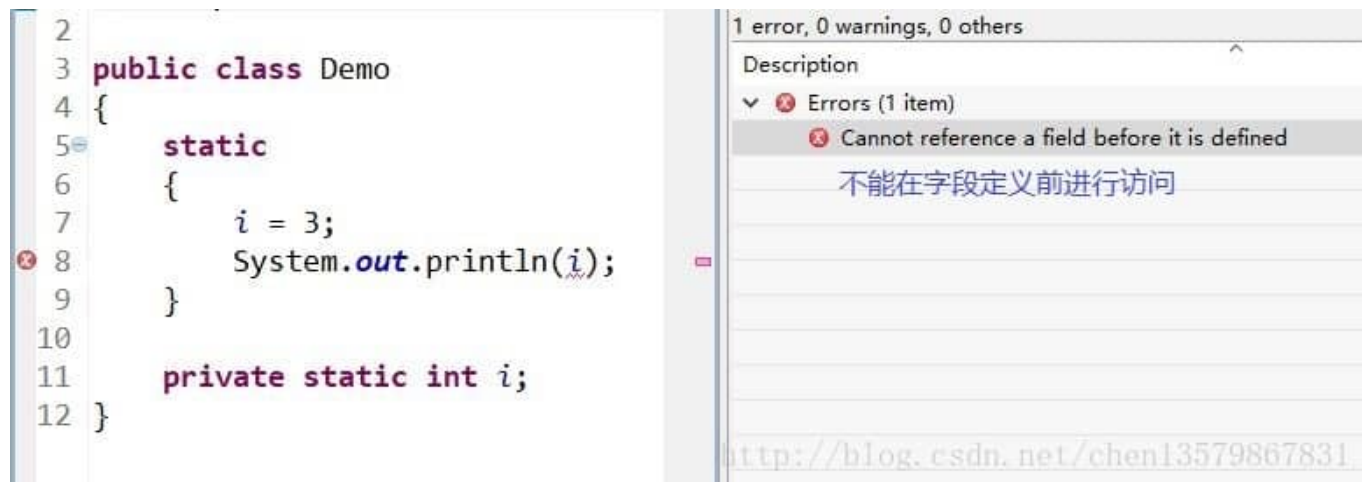 2
3 public class Demo
4 {
5 static
6 {
7 i = 3;
8 System.out.println(i);
9 }
10
11 private static int i;
12 }
1 error, 0 warnings, 0 others
Description
Errors (1 item)
Cannot reference a field before it is defined
不能在字段定义前进行访问
http://blog.csdn.net/chen13579867831